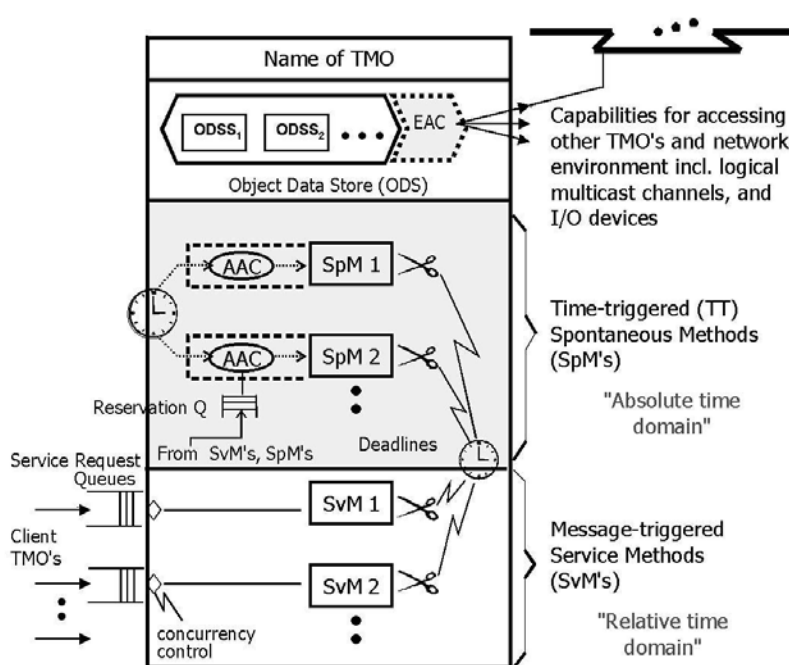 Name of TMO
ODSS1
ODSS2
EAC
Object Data Store (ODS)
Capabilities for accessing
other TMO's and network
environment incl. logical
multicast channels, and
I/O devices
AAC
SpM 1
AAC
SpM 2
Reservation Q
From SvM's, SpM's
Deadlines
Time-triggered (TT)
Spontaneous Methods
(SpM's)
"Absolute time
domain"
Service Request
Queues
Client
TMO's
SvM 1
SvM 2
concurrency
control
Message-triggered
Service Methods
(SvM's)
"Relative time
domain"